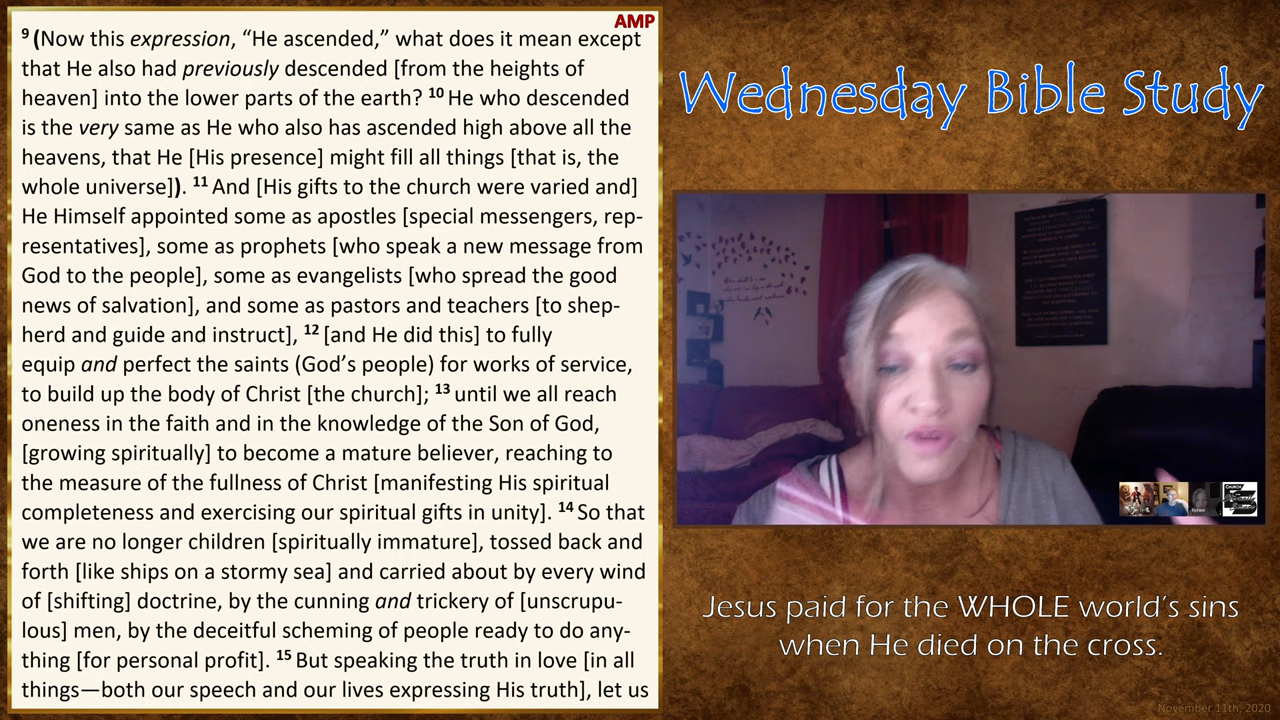 AMP
9 (Now this expression, “He ascended,” what does it mean except
that He also had previously descended [from the heights of
heaven] into the lower parts of the earth? 10 He who descended
is the very same as He who also has ascended high above all the
heavens, that He [His presence] might fill all things [that is, the
whole universe]). 11 And [His gifts to the church were varied and]
He Himself appointed some as apostles [special messengers, rep-
resentatives], some as prophets [who speak a new message from
God to the people], some as evangelists [who spread the good
news of salvation], and some as pastors and teachers [to shep-
herd and guide and instruct], 12 [and He did this] to fully
equip and perfect the saints (God’s people) for works of service,
to build up the body of Christ [the church]; 13 until we all reach
oneness in the faith and in the knowledge of the Son of God,
[growing spiritually] to become a mature believer, reaching to
the measure of the fullness of Christ [manifesting His spiritual
completeness and exercising our spiritual gifts in unity]. 14 So that
we are no longer children [spiritually immature], tossed back and
forth [like ships on a stormy sea] and carried about by every wind
of [shifting] doctrine, by the cunning and trickery of [unscrupu-
lous] men, by the deceitful scheming of people ready to do any-
thing [for personal profit]. 15 But speaking the truth in love [in all
things—both our speech and our lives expressing His truth], let us
Wednesday Bible Study
Renee
CHURCH
Jesus paid for the WHOLE world’s sins
when He died on the cross.
November 11th, 2020